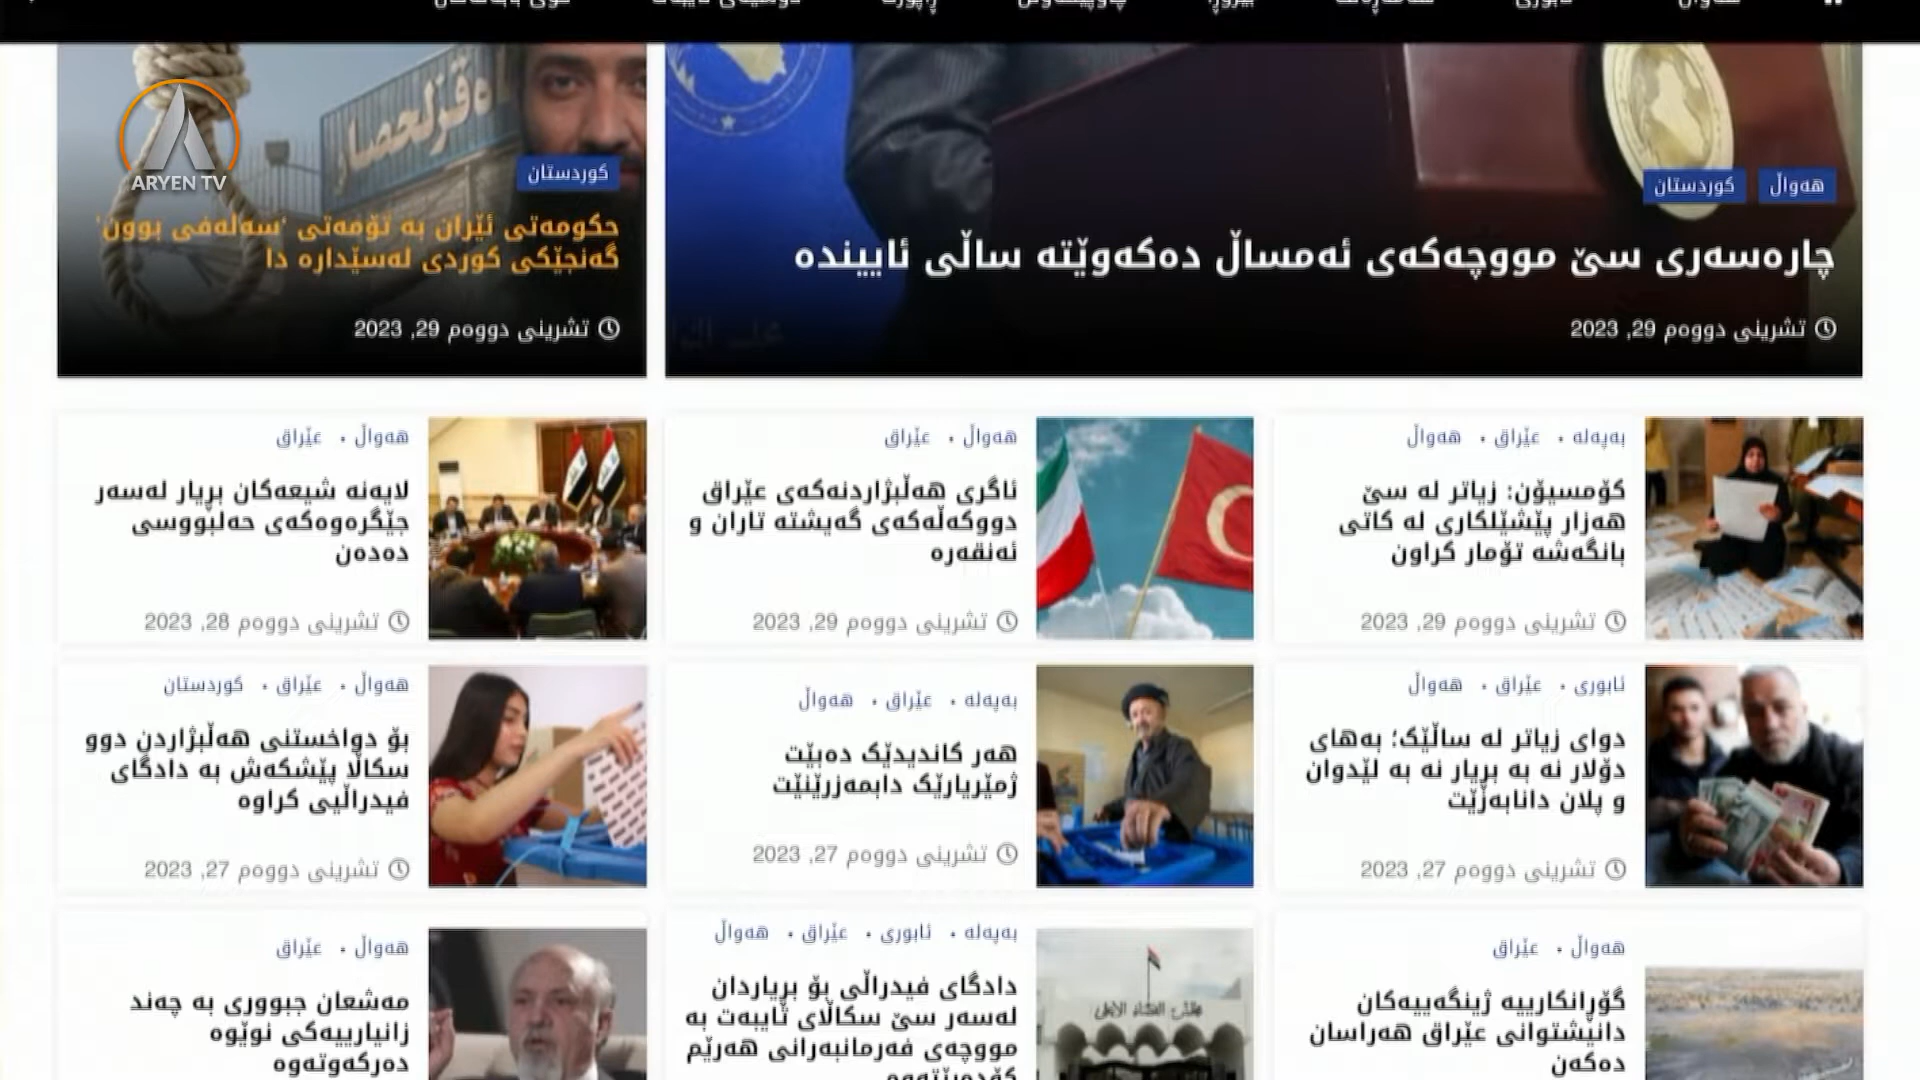 قزلحصار
ARYEN TV
هەواڵ
کوردستان
چارەسەری سێ مووچەکەی ئەمساڵ دەکەوێتە ساڵی ئاییندە
تشرینی دووەم 29, 2023
کوردستان
حکومەتی ئێران بە تۆمەتی 'سەلەفی بوون'
گەنجێکی کوردی لەسێدارە دا
تشرینی دووەم 29, 2023
بەپەلە • عێراق • هەواڵ
کۆمسیۆن: زیاتر لە سێ
هەزار پێشێلکاری لە کاتی
بانگەشە تۆمار کراون
تشرینی دووەم 29, 2023
هەواڵ • عێراق
ئاگری هەڵبژاردنەکەی عێراق
دووکەڵەکەی گەیشتە تاران و
ئەنقەرە
تشرینی دووەم 29, 2023
هەواڵ • عێراق
لایەنە شیعەکان بڕیار لەسەر
جێگرەوەکەی حەلبووسی
دەدەن
تشرینی دووەم 28, 2023
ئابوری • عێراق • هەواڵ
دوای زیاتر لە ساڵێک؛ بەهای
دۆلار نە بە بڕیار نە بە لێدوان
و پلان دانابەزێت
تشرینی دووەم 27, 2023
بەپەلە • عێراق • هەواڵ
هەر کاندیدێک دەبێت
ژمێریارێک دابمەزرێنێت
تشرینی دووەم 27, 2023
هەواڵ • عێراق • کوردستان
بۆ دواخستنی هەڵبژاردن دوو
سکاڵا پێشکەش بە دادگای
فیدراڵیی کراوە
تشرینی دووەم 27, 2023
هەواڵ • عێراق
گۆڕانکارییە ژینگەییەکان
دانیشتوانی عێراق هەراسان
دەکەن
بەپەلە • ئابوری • عێراق • هەواڵ
دادگای فیدراڵی بۆ بڕیاردان
لەسەر سێ سکاڵای تایبەت بە
مووچەی فەرمانبەرانی هەرێم
هەواڵ • عێراق
مەشعان جبووری بە چەند
زانیارییەکی نوێوە
دەرکەوتەوە